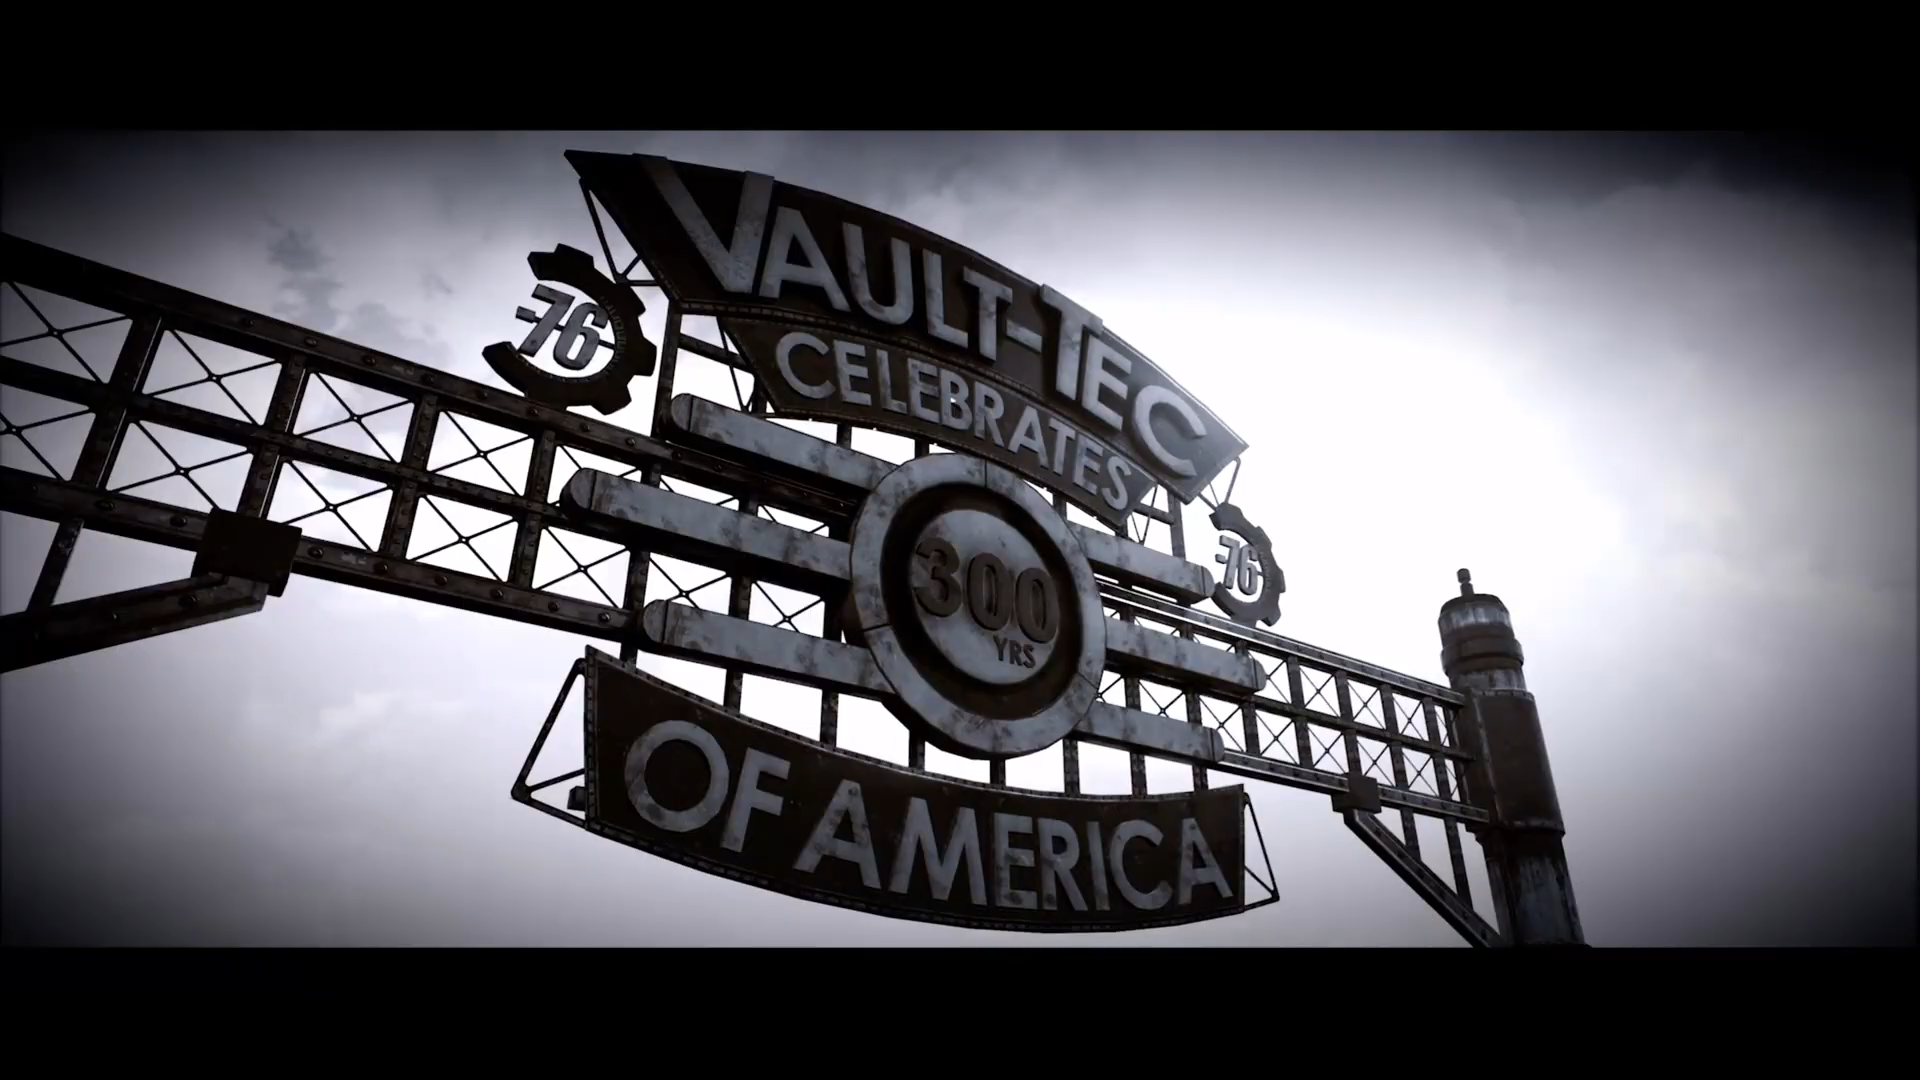 VAULT-TEC
CELEBRATES
76
76
300
YRS
OF AMERICA